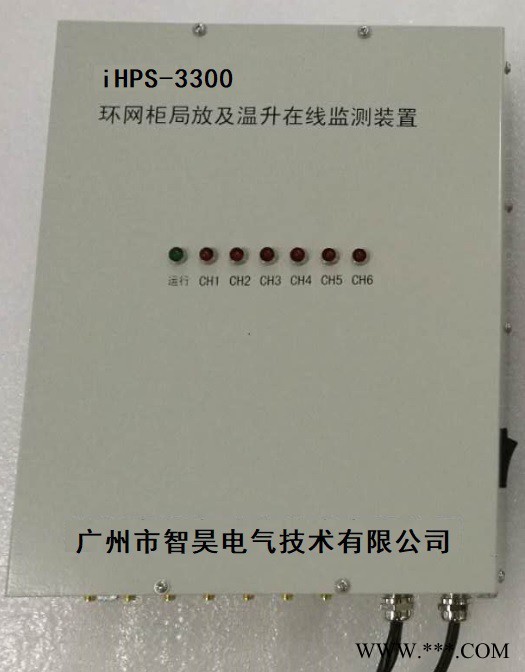 iHPS-3300
环网柜局放及温升在线监测装置
运行 CH1 CH2 CH3 CH4 CH5 CH6
广州市智昊电气技术有限公司
WWW.***.COM